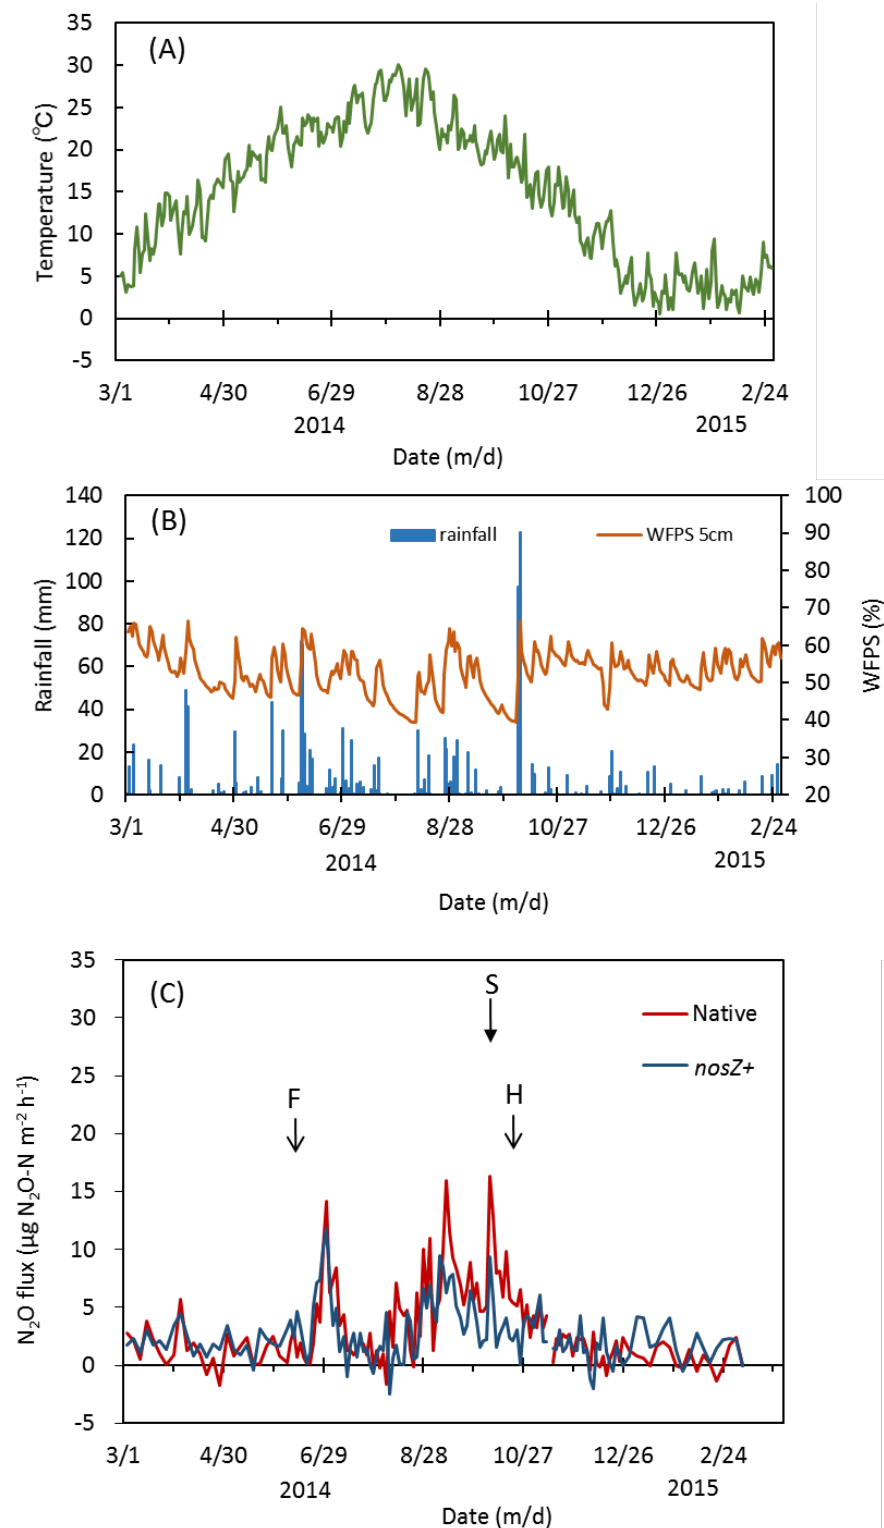 35
(A)
30
25
20
15
10
5
0
-5
Temperature (℃)
3/1 4/30 6/29 8/28 10/27 12/26 2/24
2014 2015
Date (m/d)
140 100
(B) rainfall WFPS 5cm
120 90
100 80
80 70
60 60
40 50
20 40
0 30
20
Rainfall (mm)
WFPS (%)
3/1 4/30 6/29 8/28 10/27 12/26 2/24
2014 2015
Date (m/d)
35
(C) S Native
30
nosZ+
25
F H
20
15
10
5
0
-5
N₂O flux (µg N₂O-N m⁻² h⁻¹)
3/1 4/30 6/29 8/28 10/27 12/26 2/24
2014 2015
Date (m/d)